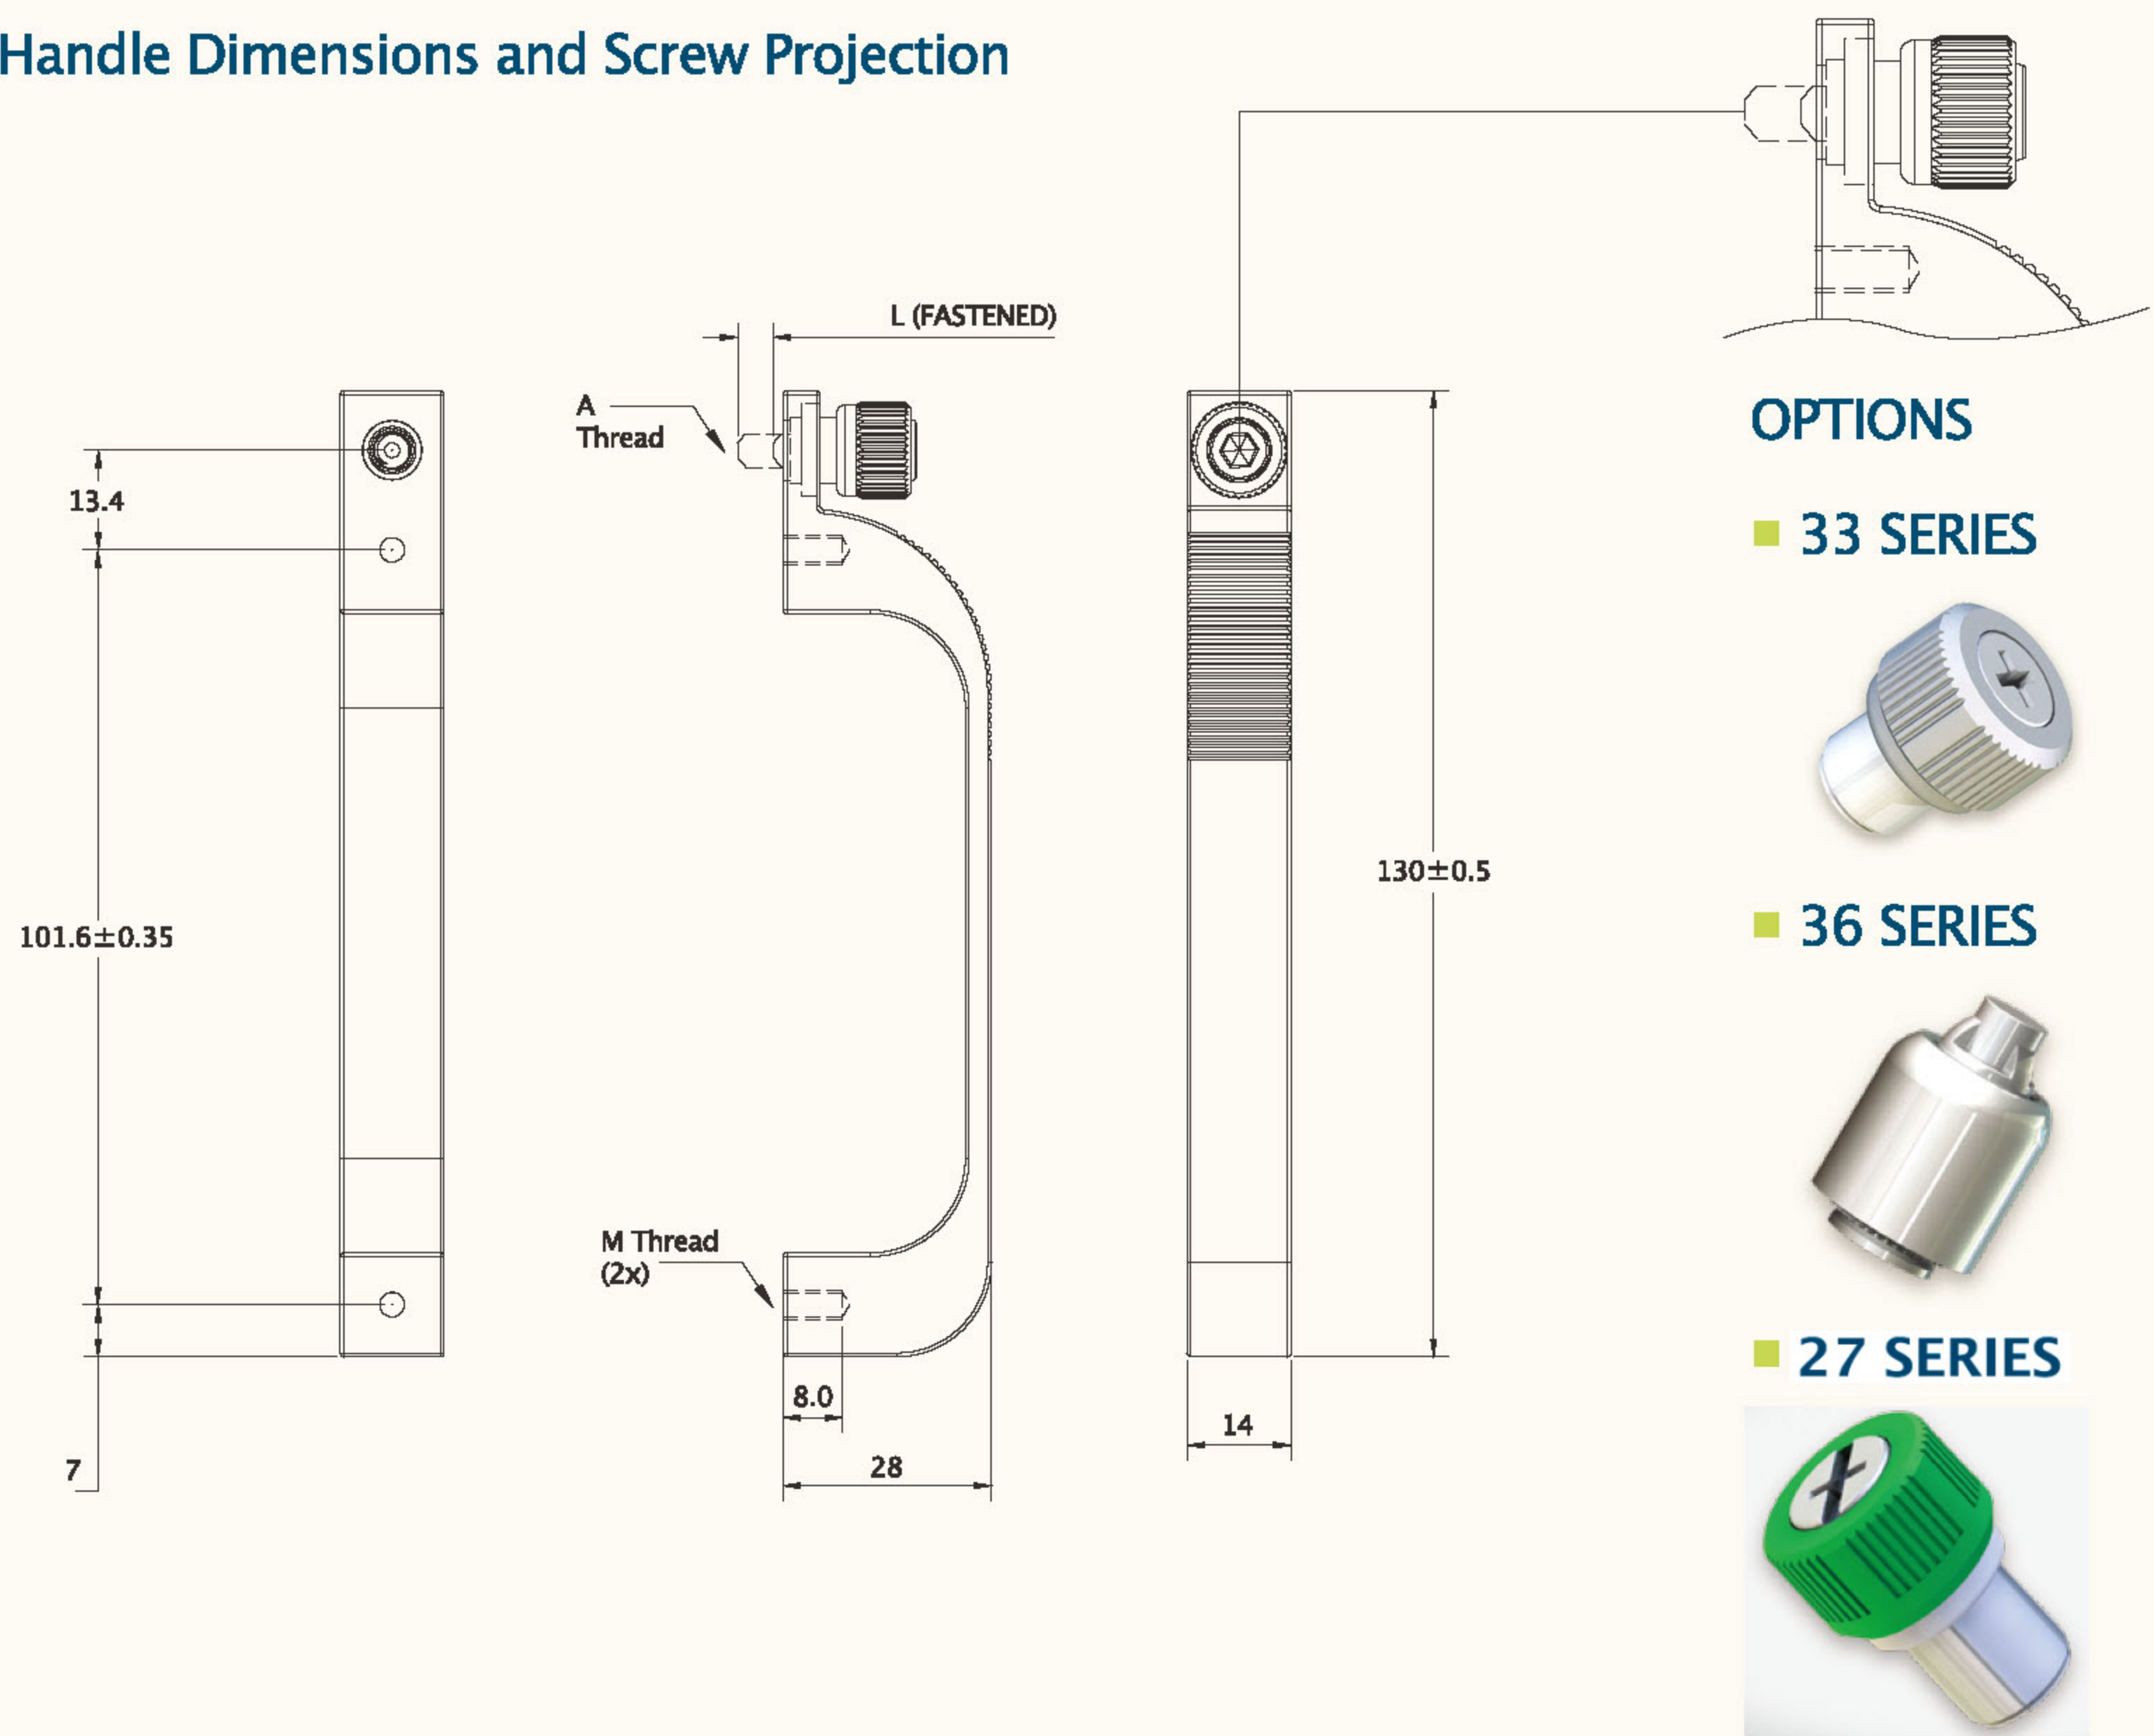 Handle Dimensions and Screw Projection
L (FASTENED)
A
Thread
13.4
101.6±0.35
7
M Thread
(2x)
8.0
28
14
130±0.5
OPTIONS
33 SERIES
36 SERIES
27 SERIES